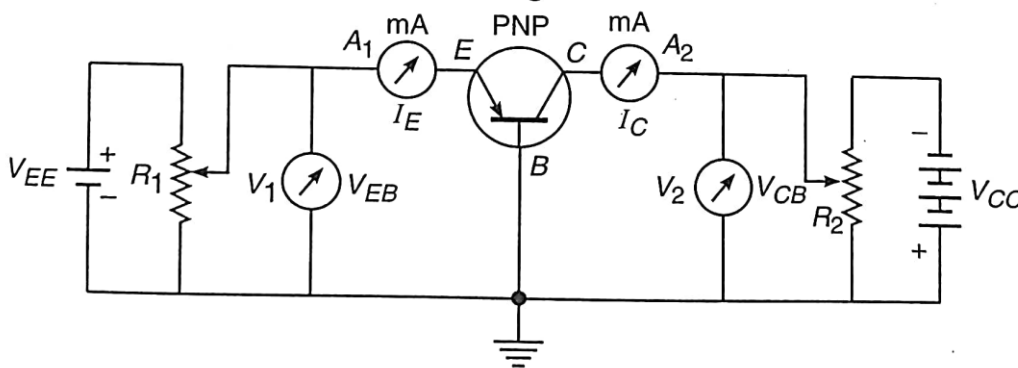 mA PNP mA
A1 E C A2
IE IC
VEE + − R1 V1 VEB B V2 VCB R2 − + VCC